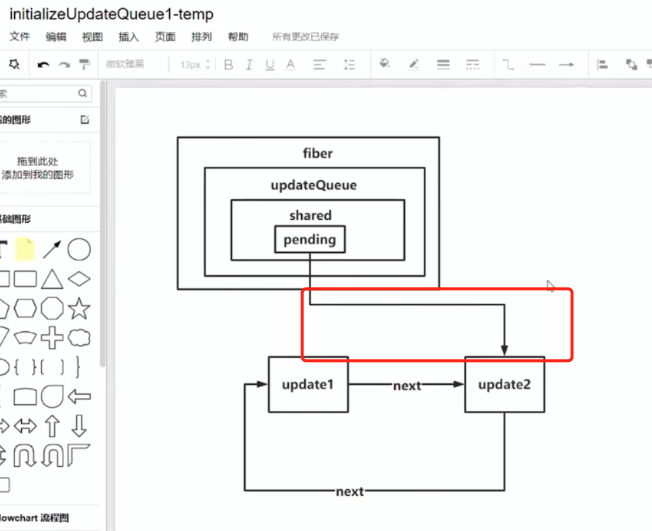 initializeUpdateQueue1-temp
文件 编辑 视图 插入 页面 排列 帮助 所有更改已保存
微软雅黑 13px B I U A
索
的图形
拖到此处
添加到我的图形
基础图形
T
fiber
updateQueue
shared
pending
update1 next update2
next
lowchart 流程图